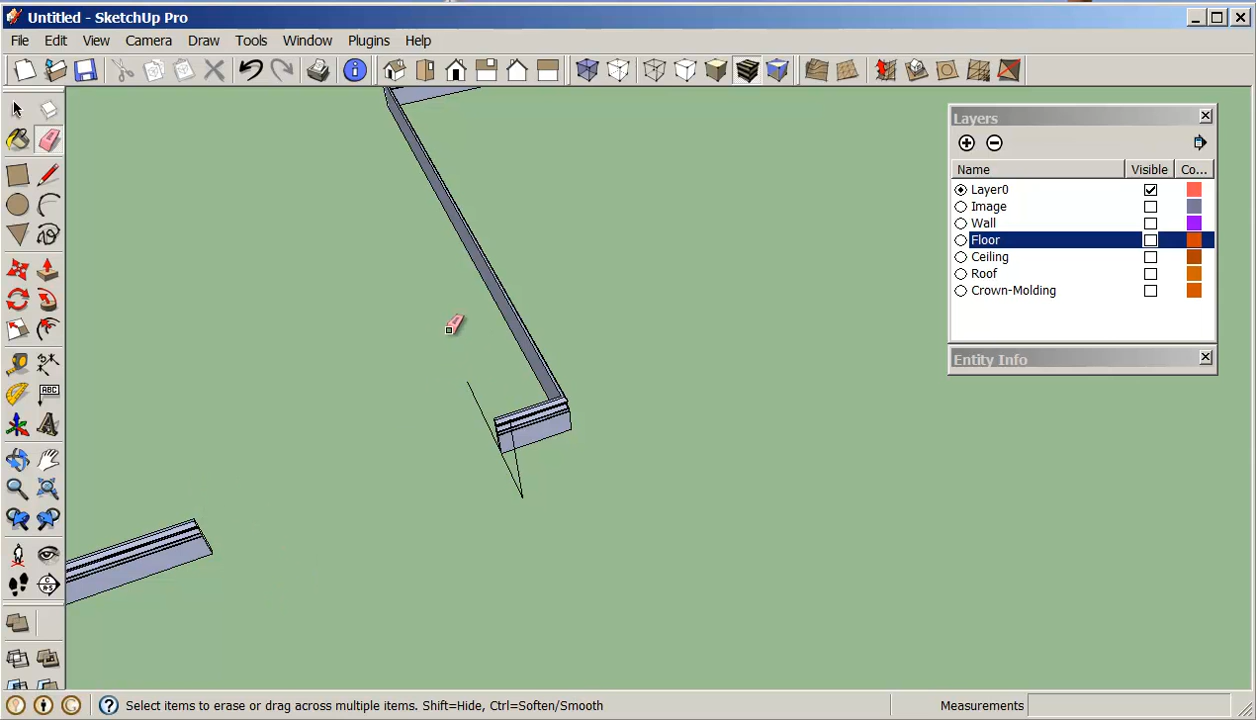 Untitled - SketchUp Pro
File Edit View Camera Draw Tools Window Plugins Help
Layers
Name Visible Co...
Layer0
Image
Wall
Floor
Ceiling
Roof
Crown-Molding
Entity Info
ABC
Select items to erase or drag across multiple items. Shift=Hide, Ctrl=Soften/Smooth
Measurements